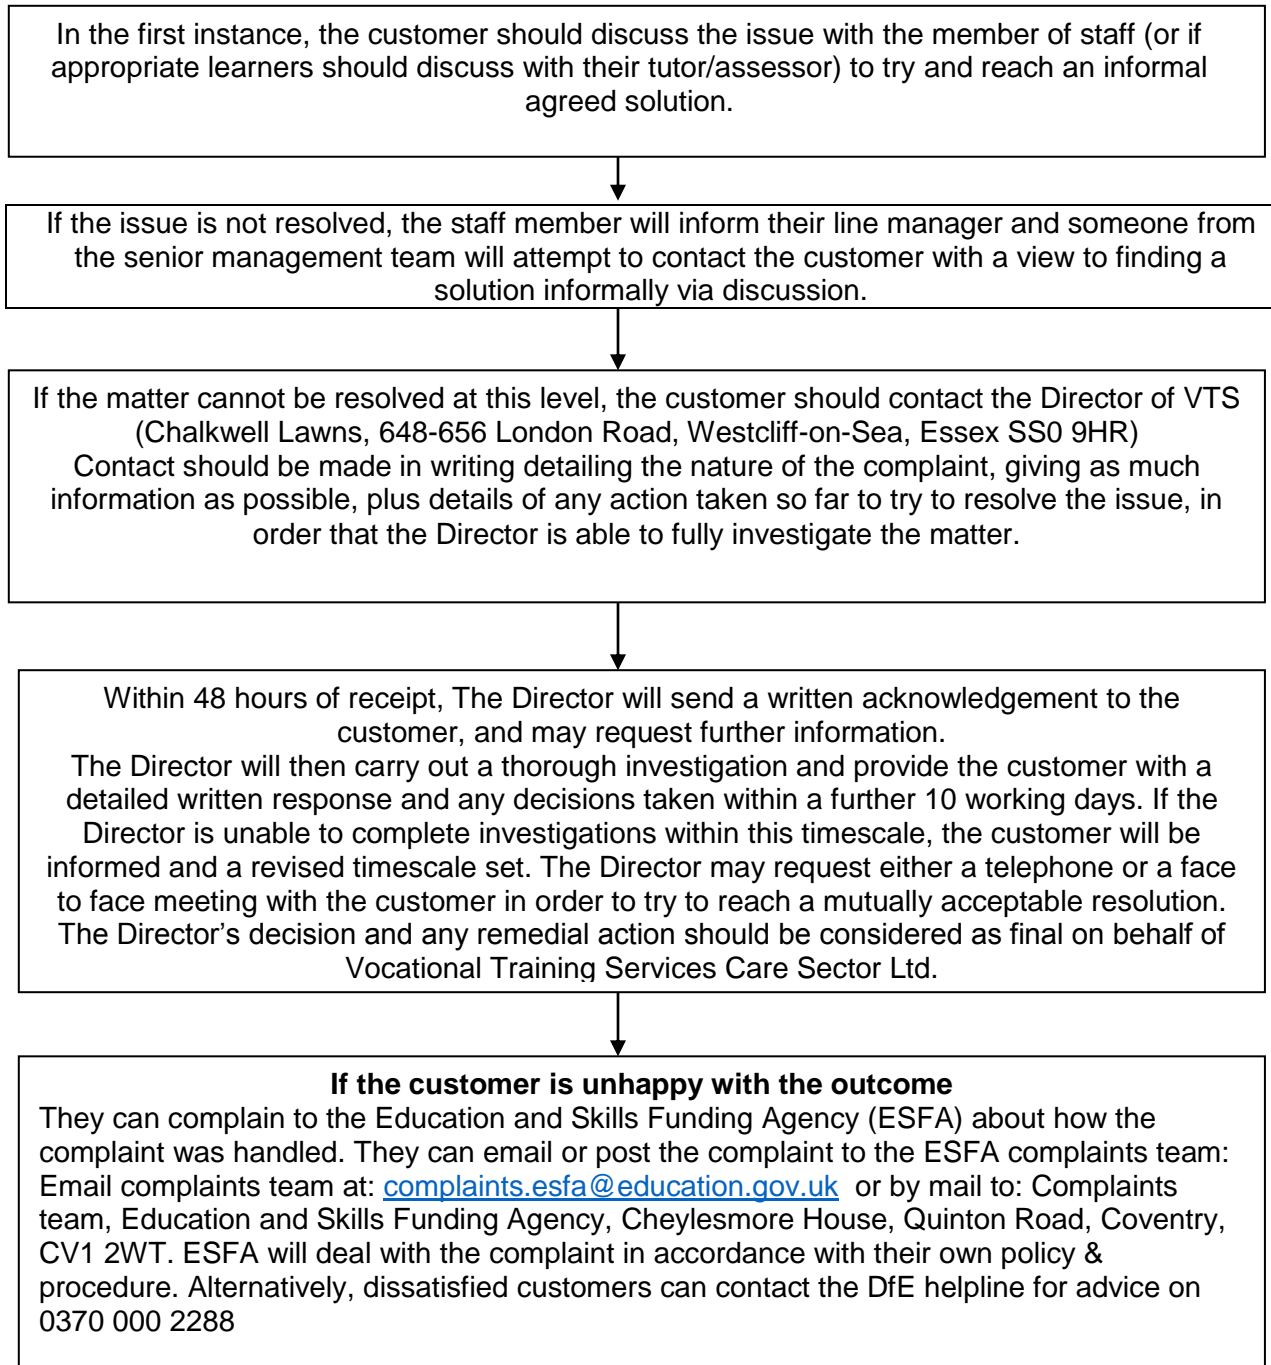 In the first instance, the customer should discuss the issue with the member of staff (or if
appropriate learners should discuss with their tutor/assessor) to try and reach an informal
agreed solution.
If the issue is not resolved, the staff member will inform their line manager and someone from
the senior management team will attempt to contact the customer with a view to finding a
solution informally via discussion.
If the matter cannot be resolved at this level, the customer should contact the Director of VTS
(Chalkwell Lawns, 648-656 London Road, Westcliff-on-Sea, Essex SS0 9HR)
Contact should be made in writing detailing the nature of the complaint, giving as much
information as possible, plus details of any action taken so far to try to resolve the issue, in
order that the Director is able to fully investigate the matter.
Within 48 hours of receipt, The Director will send a written acknowledgement to the
customer, and may request further information.
The Director will then carry out a thorough investigation and provide the customer with a
detailed written response and any decisions taken within a further 10 working days. If the
Director is unable to complete investigations within this timescale, the customer will be
informed and a revised timescale set. The Director may request either a telephone or a face
to face meeting with the customer in order to try to reach a mutually acceptable resolution.
The Director’s decision and any remedial action should be considered as final on behalf of
Vocational Training Services Care Sector Ltd.
If the customer is unhappy with the outcome
They can complain to the Education and Skills Funding Agency (ESFA) about how the
complaint was handled. They can email or post the complaint to the ESFA complaints team:
Email complaints team at: complaints.esfa@education.gov.uk or by mail to: Complaints
team, Education and Skills Funding Agency, Cheylesmore House, Quinton Road, Coventry,
CV1 2WT. ESFA will deal with the complaint in accordance with their own policy &
procedure. Alternatively, dissatisfied customers can contact the DfE helpline for advice on
0370 000 2288